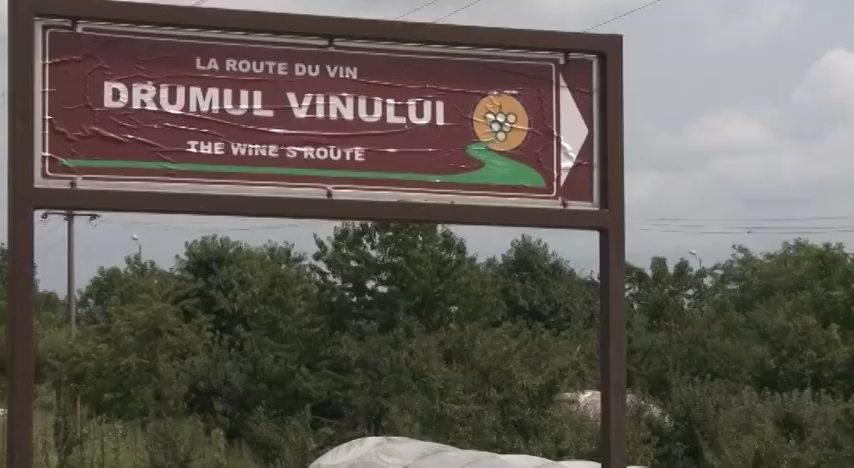 LA ROUTE DU VIN
DRUMUL VINULUI
THE WINE'S ROUTE